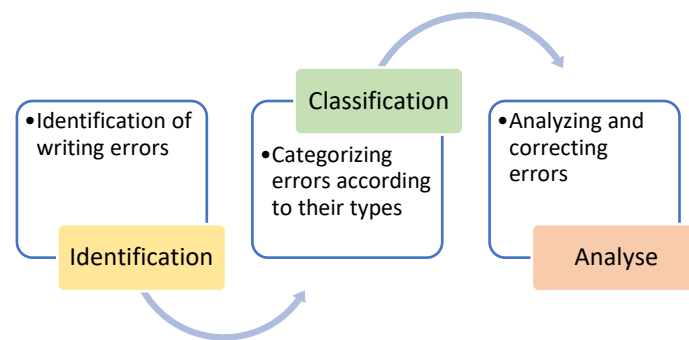 •Identification of
writing errors
Identification
Classification
•Categorizing
errors according
to their types
•Analyzing and
correcting
errors
Analyse